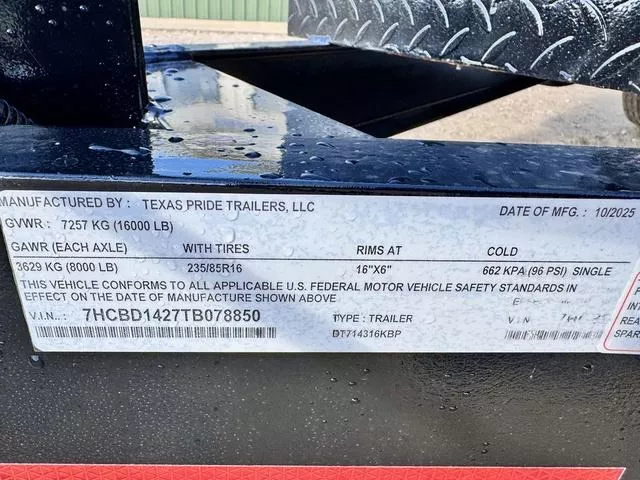 MANUFACTURED BY : TEXAS PRIDE TRAILERS, LLC DATE OF MFG. : 10/2025
GVWR : 7257 KG (16000 LB)
GAWR (EACH AXLE) WITH TIRES RIMS AT COLD
3629 KG (8000 LB) 235/85R16 16"X6" 662 KPA (96 PSI) SINGLE
THIS VEHICLE CONFORMS TO ALL APPLICABLE U.S. FEDERAL MOTOR VEHICLE SAFETY STANDARDS IN
EFFECT ON THE DATE OF MANUFACTURE SHOWN ABOVE
V.I.N.. : 7HCBD1427TB078850 TYPE : TRAILER
DT714316KBP